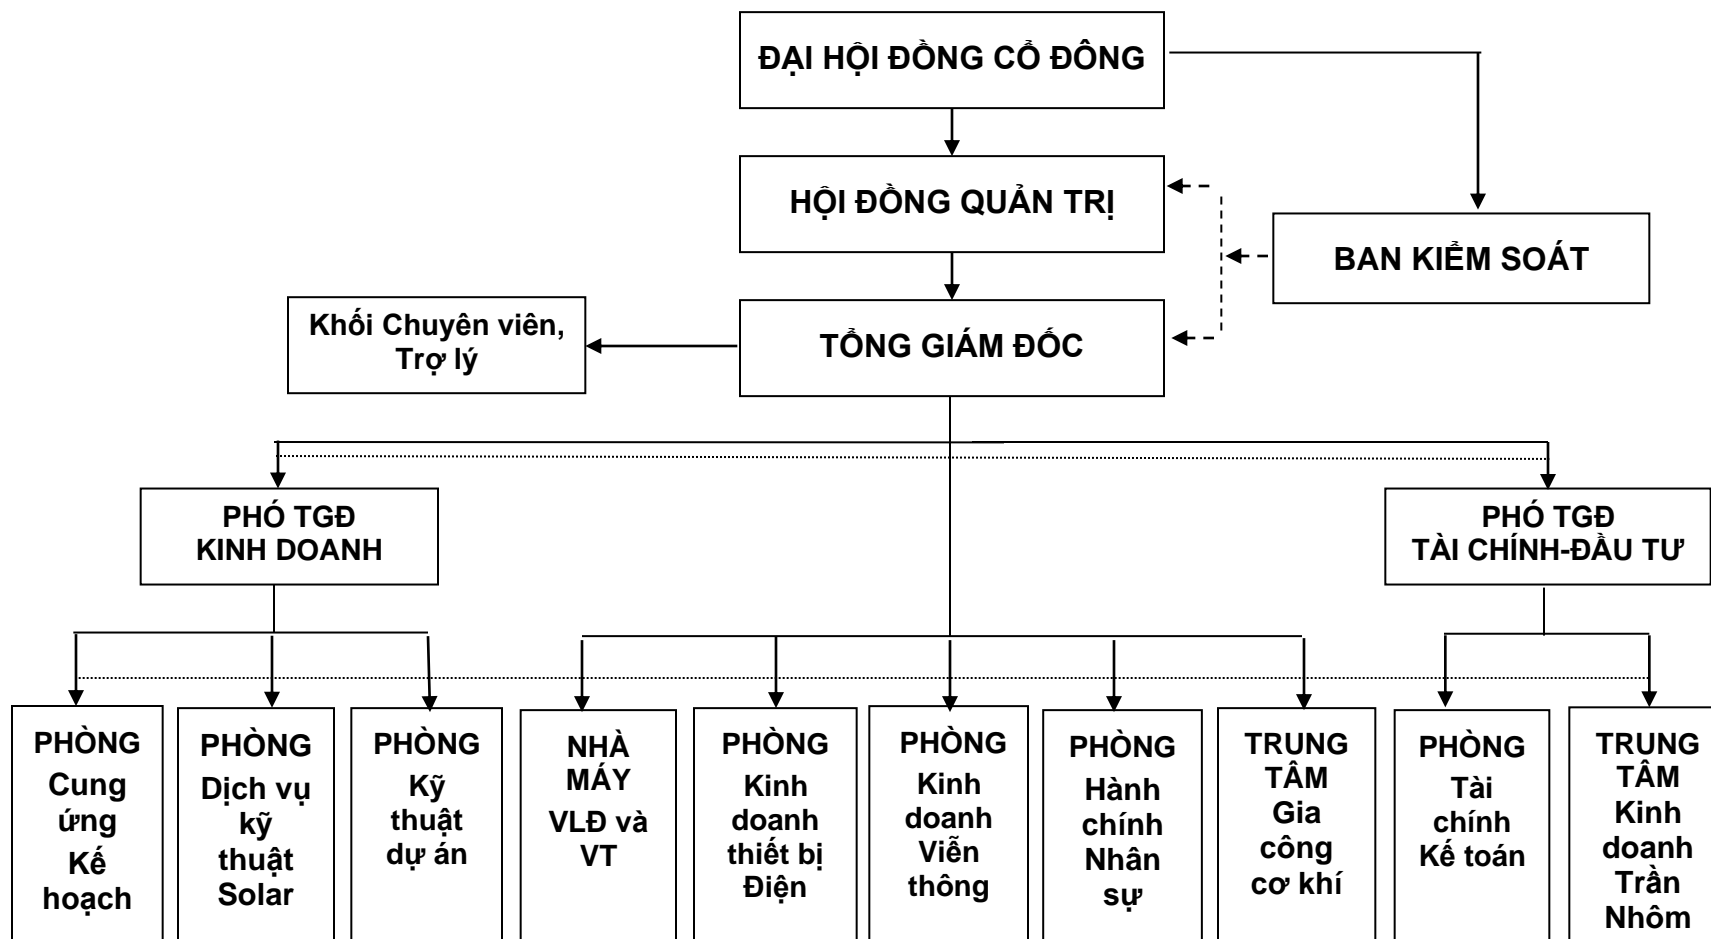 ĐẠI HỘI ĐỒNG CỔ ĐÔNG
HỘI ĐỒNG QUẢN TRỊ
BAN KIỂM SOÁT
Khối Chuyên viên,
Trợ lý
TỔNG GIÁM ĐỐC
PHÓ TGĐ
KINH DOANH
PHÓ TGĐ
TÀI CHÍNH-ĐẦU TƯ
PHÒNG
Cung
ứng
Kế
hoạch
PHÒNG
Dịch vụ
kỹ
thuật
Solar
PHÒNG
Kỹ
thuật
dự án
NHÀ
MÁY
VLĐ và
VT
PHÒNG
Kinh
doanh
thiết bị
Điện
PHÒNG
Kinh
doanh
Viễn
thông
PHÒNG
Hành
chính
Nhân
sự
TRUNG
TÂM
Gia
công
cơ khí
PHÒNG
Tài
chính
Kế toán
TRUNG
TÂM
Kinh
doanh
Trần
Nhôm